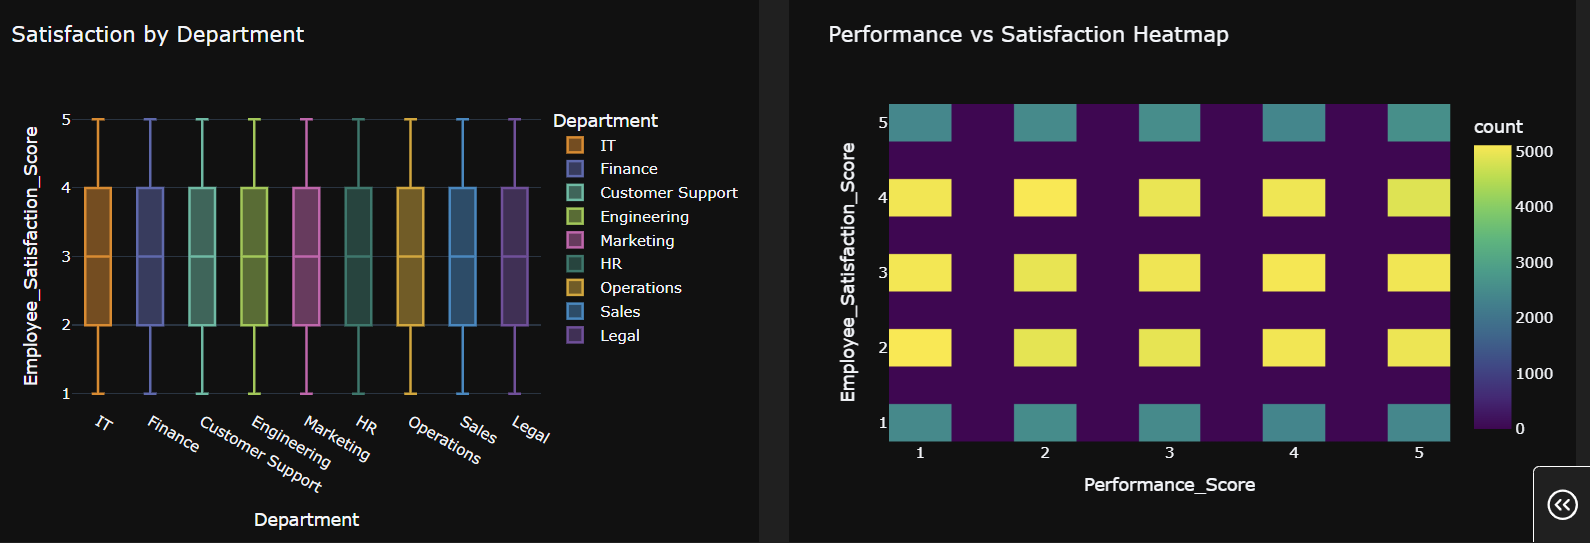 Satisfaction by Department
Employee_Satisfaction_Score
5
4
3
2
1
IT
Finance
Customer Support
Engineering
Marketing
HR
Operations
Sales
Legal
Department
Department
IT
Finance
Customer Support
Engineering
Marketing
HR
Operations
Sales
Legal
Performance vs Satisfaction Heatmap
Employee_Satisfaction_Score
5
4
3
2
1
1
2
3
4
5
Performance_Score
count
5000
4000
3000
2000
1000
0